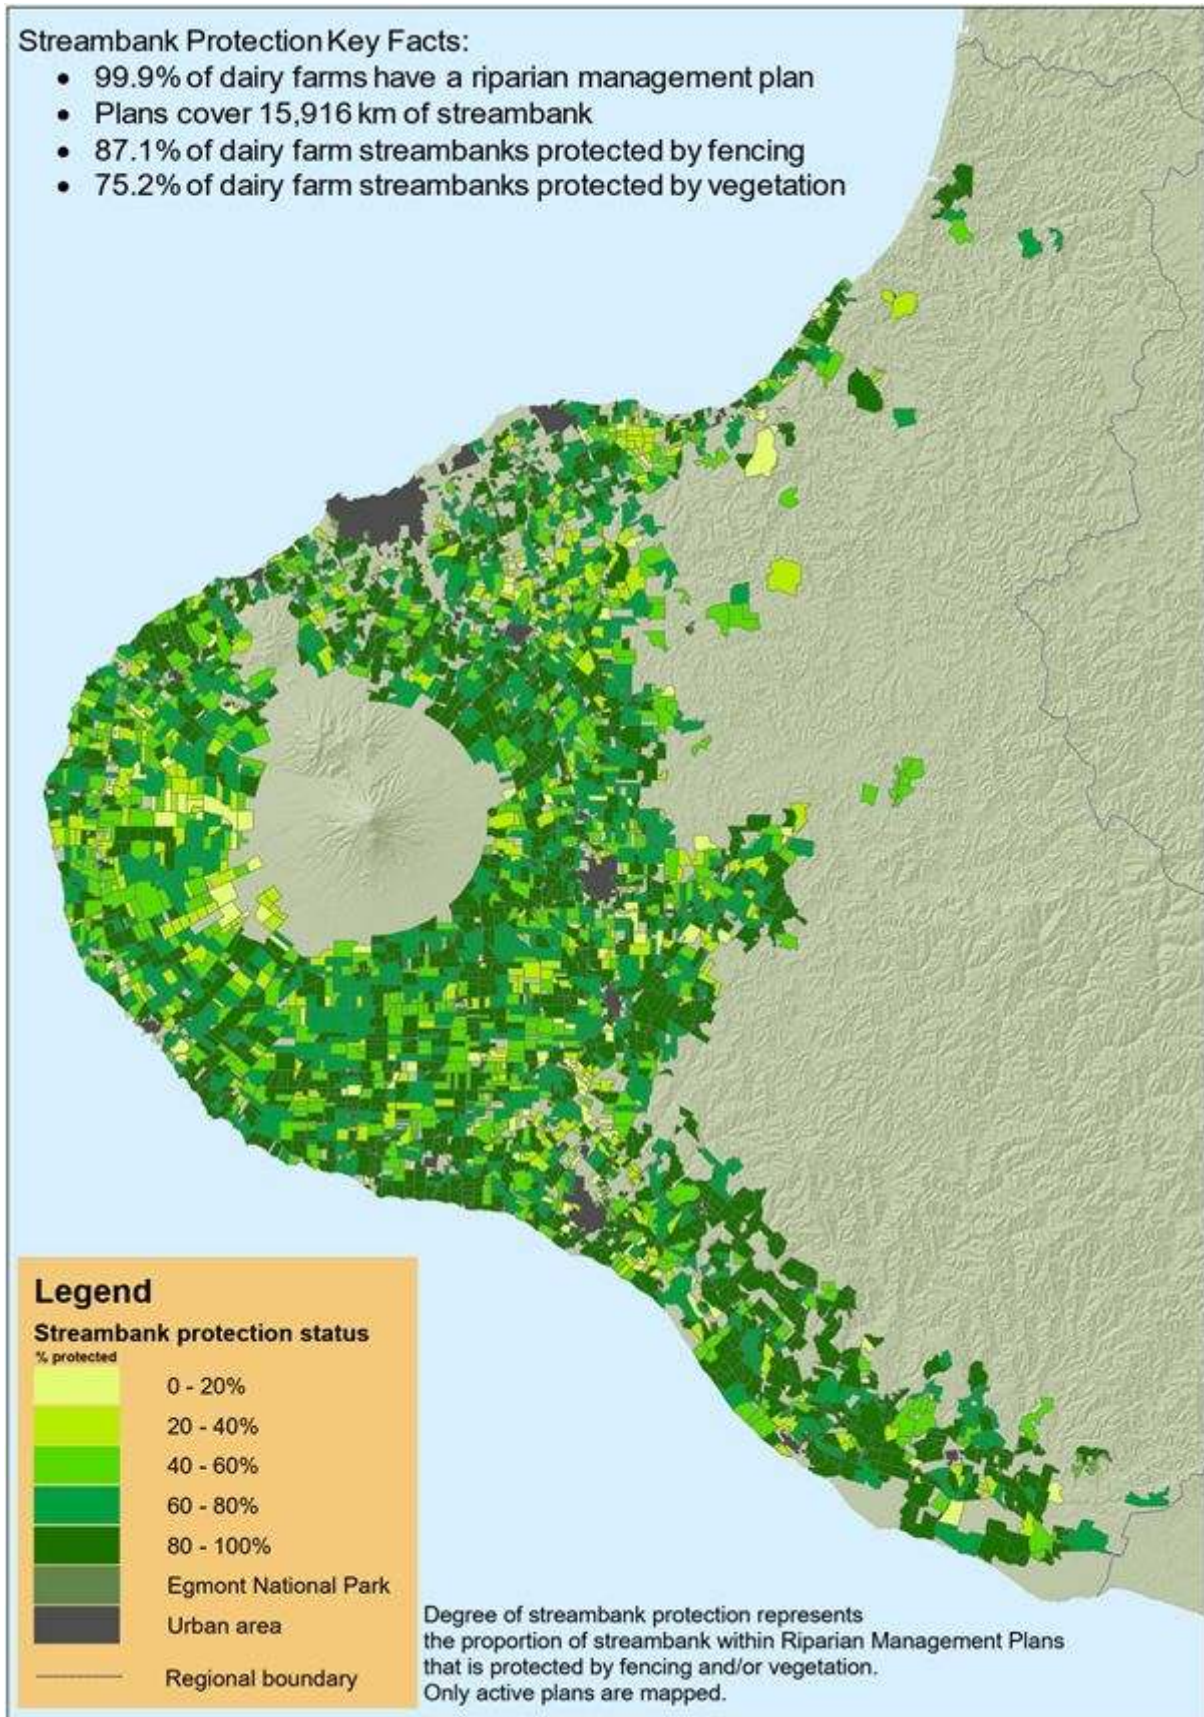 Streambank Protection Key Facts:
• 99.9% of dairy farms have a riparian management plan
• Plans cover 15,916 km of streambank
• 87.1% of dairy farm streambanks protected by fencing
• 75.2% of dairy farm streambanks protected by vegetation
Legend
Streambank protection status
% protected
0 - 20%
20 - 40%
40 - 60%
60 - 80%
80 - 100%
Egmont National Park
Urban area
Regional boundary
Degree of streambank protection represents
the proportion of streambank within Riparian Management Plans
that is protected by fencing and/or vegetation.
Only active plans are mapped.